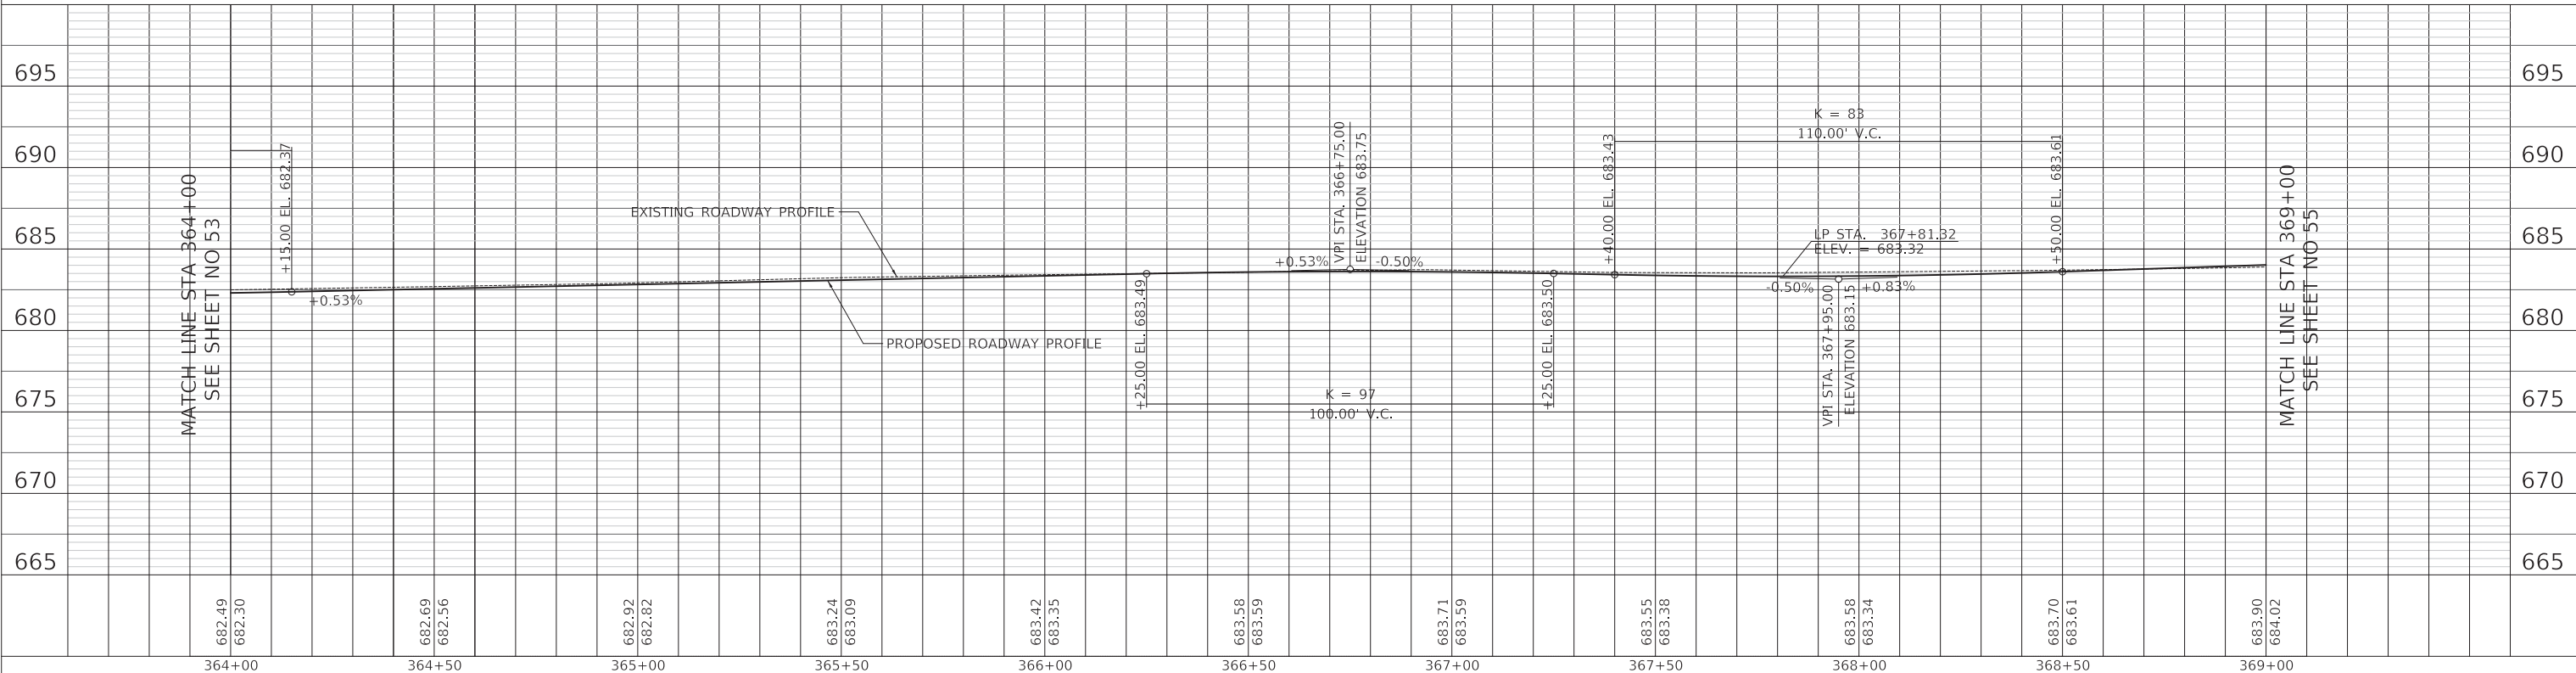 695
690
685
680
675
670
665
MATCH LINE STA 364+00
SEE SHEET NO 53
+15.00 EL. 682.37
+0.53%
EXISTING ROADWAY PROFILE
PROPOSED ROADWAY PROFILE
+25.00 EL. 683.49
K = 97
100.00' V.C.
+0.53%
VPI STA. 366+75.00
ELEVATION 683.75
-0.50%
+25.00 EL. 683.50
+40.00 EL. 683.43
K = 83
110.00' V.C.
LP STA. 367+81.32
ELEV. = 683.32
-0.50%
VPI STA. 367+95.00
ELEVATION 683.15
+0.83%
+50.00 EL. 683.61
MATCH LINE STA 369+00
SEE SHEET NO 55
695
690
685
680
675
670
665
682.49
682.30
682.69
682.56
682.92
682.82
683.24
683.09
683.42
683.35
683.58
683.59
683.71
683.59
683.55
683.38
683.58
683.34
683.70
683.61
683.90
684.02
364+00
364+50
365+00
365+50
366+00
366+50
367+00
367+50
368+00
368+50
369+00